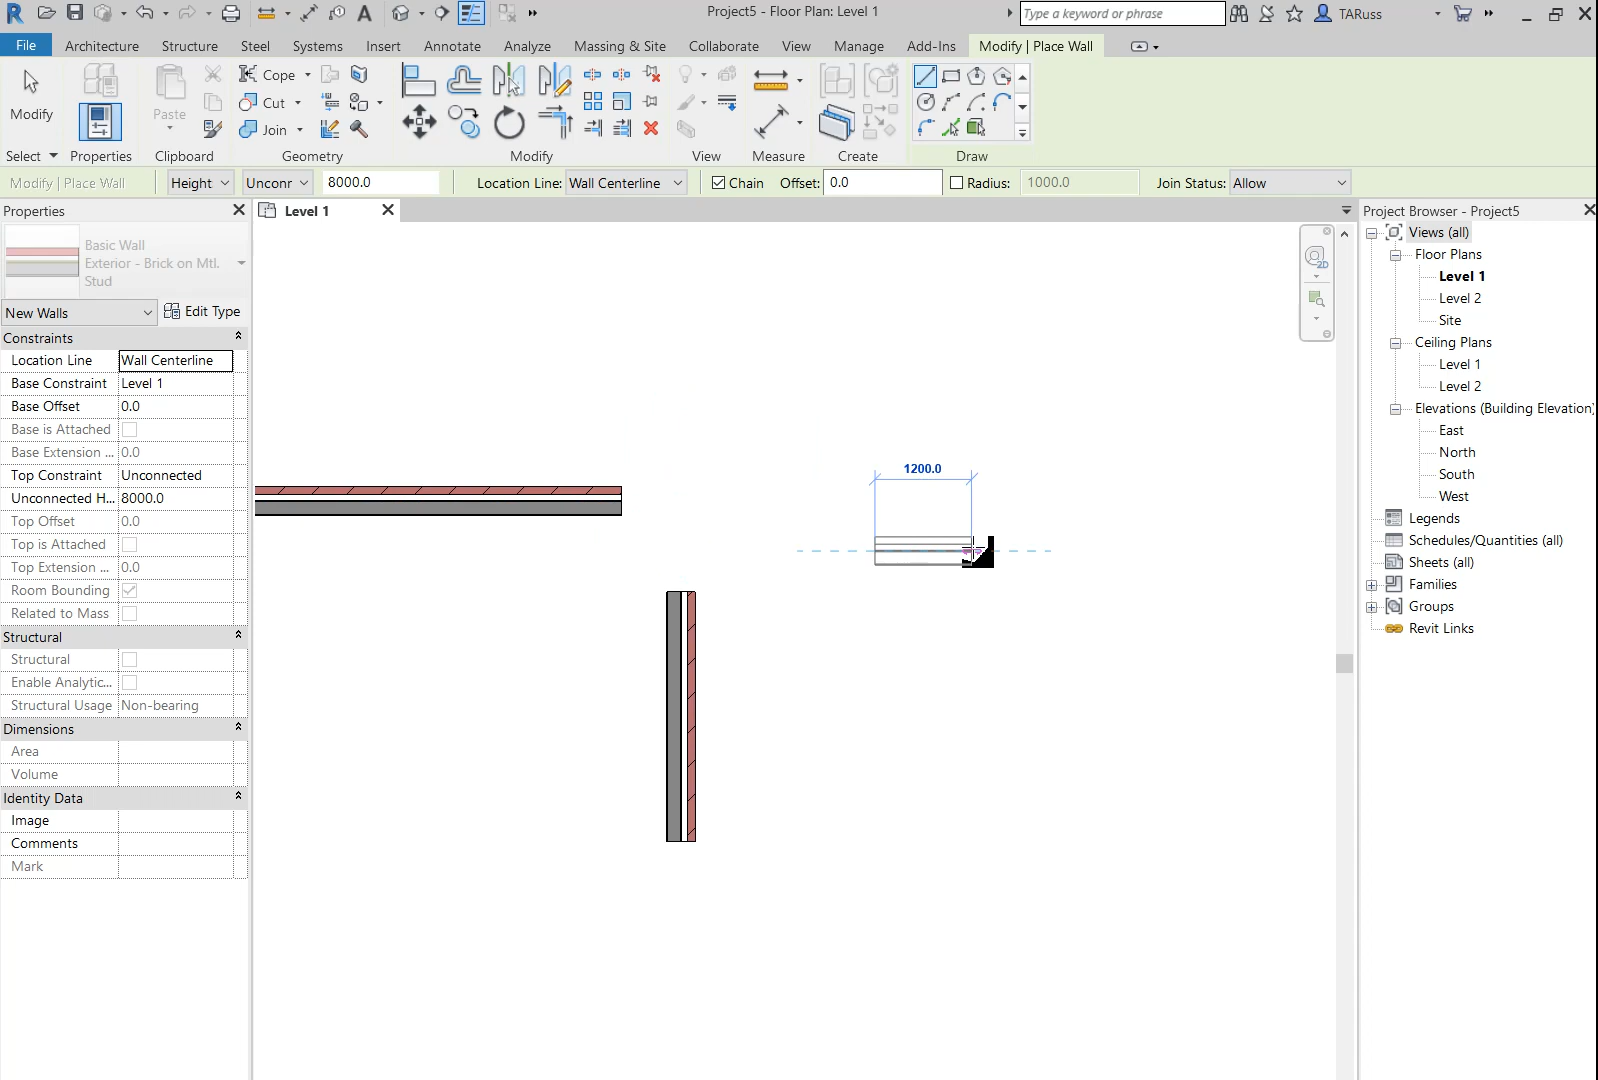 Project5 - Floor Plan: Level 1
Type a keyword or phrase
TARuss
File Architecture Structure Steel Systems Insert Annotate Analyze Massing & Site Collaborate View Manage Add-Ins Modify | Place Wall
Modify
Paste
Cope
Cut
Join
Select Properties Clipboard Geometry Modify View Measure Create Draw
Modify | Place Wall Height Unconr 8000.0 Location Line: Wall Centerline Chain Offset: 0.0 Radius: 1000.0 Join Status: Allow
Properties
Basic Wall
Exterior - Brick on Mtl.
Stud
New Walls Edit Type
Constraints
Location Line Wall Centerline
Base Constraint Level 1
Base Offset 0.0
Base is Attached
Base Extension ... 0.0
Top Constraint Unconnected
Unconnected H... 8000.0
Top Offset 0.0
Top is Attached
Top Extension ... 0.0
Room Bounding
Related to Mass
Structural
Structural
Enable Analytic...
Structural Usage Non-bearing
Dimensions
Area
Volume
Identity Data
Image
Comments
Mark
Level 1
1200.0
2D
Project Browser - Project5
Views (all)
Floor Plans
Level 1
Level 2
Site
Ceiling Plans
Level 1
Level 2
Elevations (Building Elevation)
East
North
South
West
Legends
Schedules/Quantities (all)
Sheets (all)
Families
Groups
Revit Links